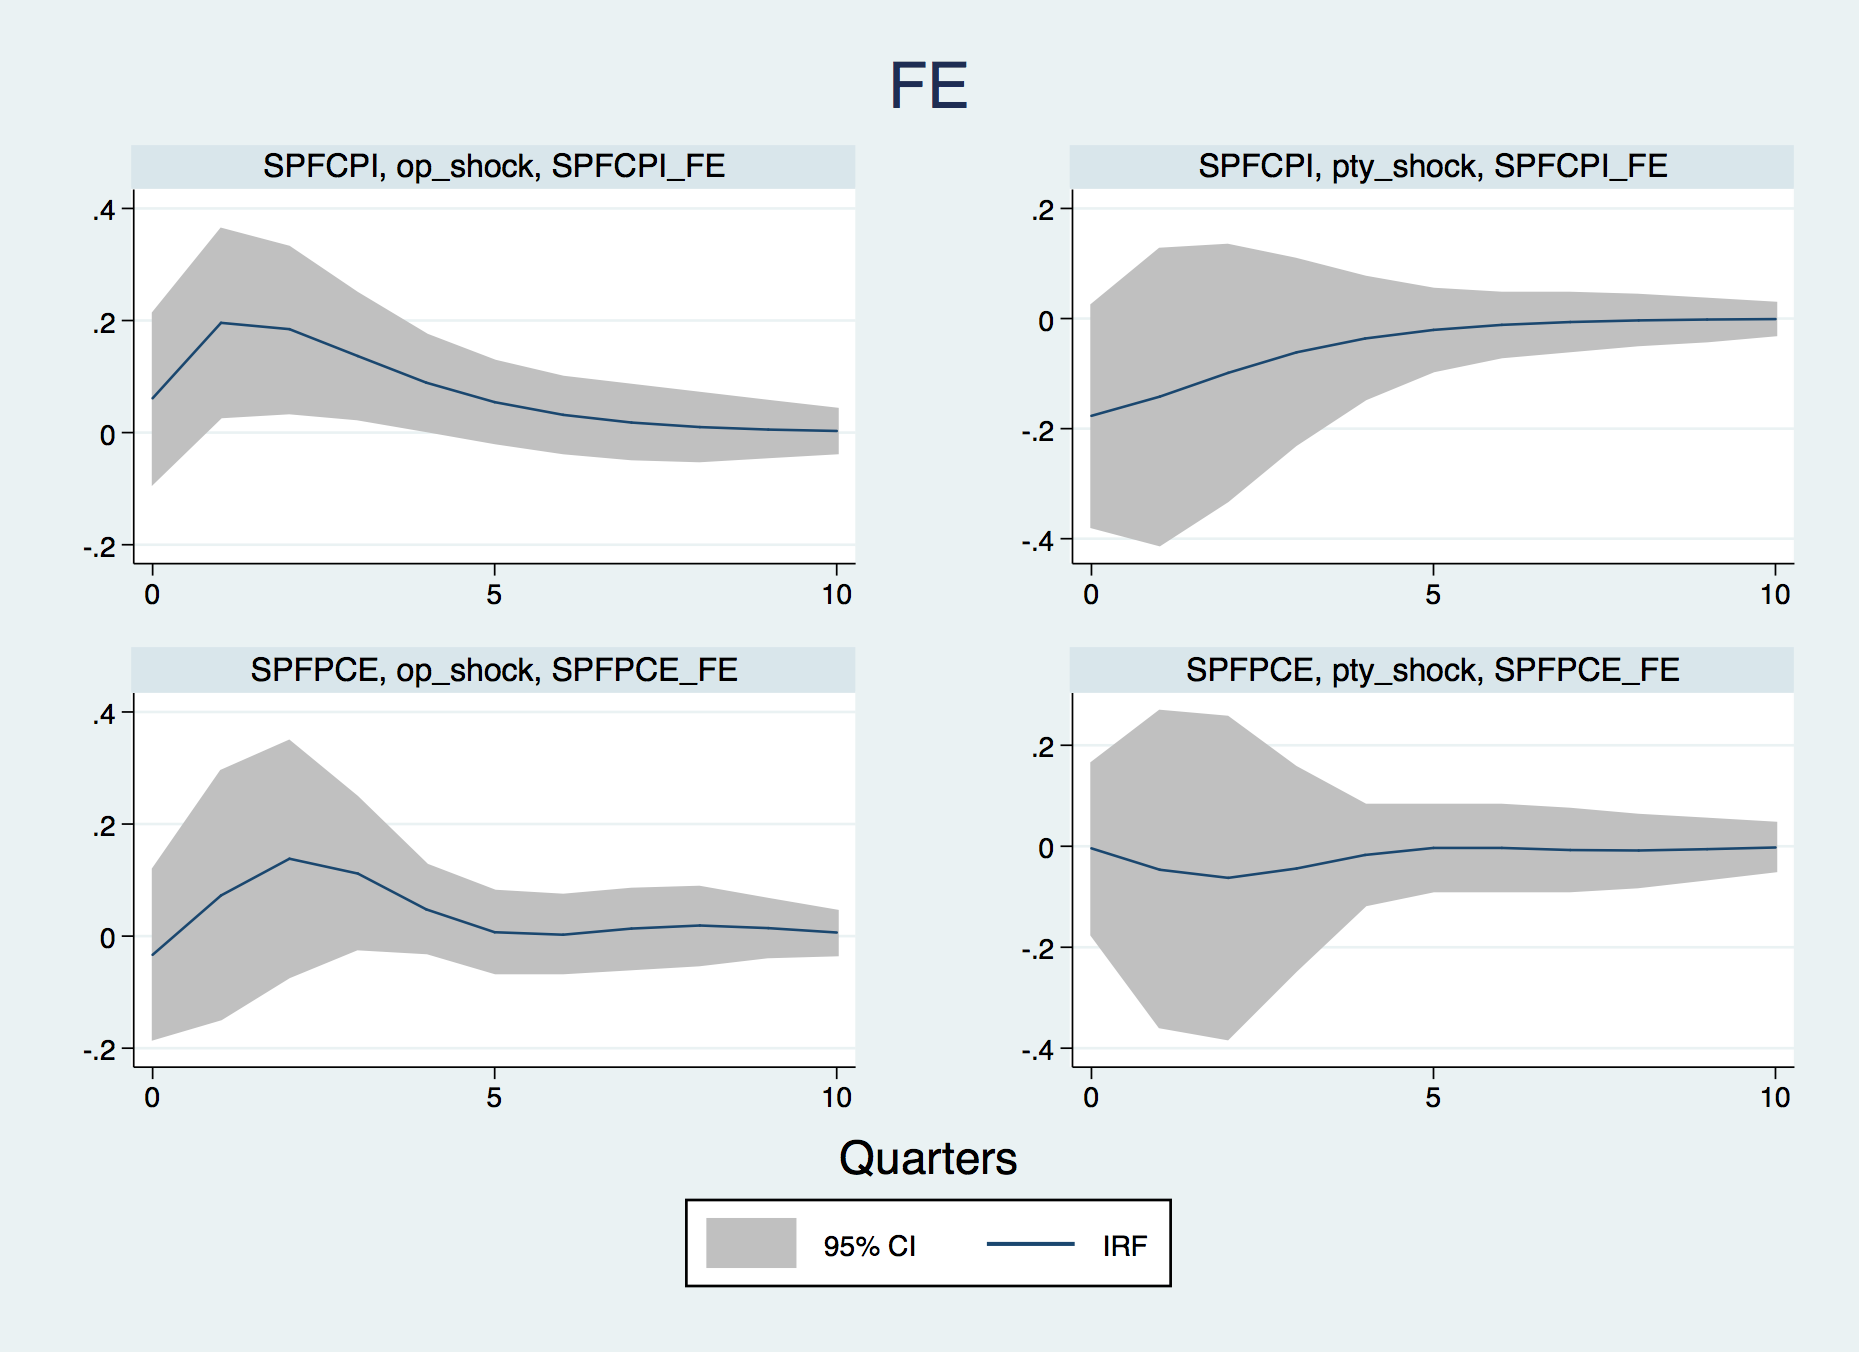 FE
SPFCPI, op_shock, SPFCPI_FE
.4
.2
0
-.2
0 5 10
SPFCPI, pty_shock, SPFCPI_FE
.2
0
-.2
-.4
0 5 10
SPFPCE, op_shock, SPFPCE_FE
.4
.2
0
-.2
0 5 10
SPFPCE, pty_shock, SPFPCE_FE
.2
0
-.2
-.4
0 5 10
Quarters
95% CI IRF